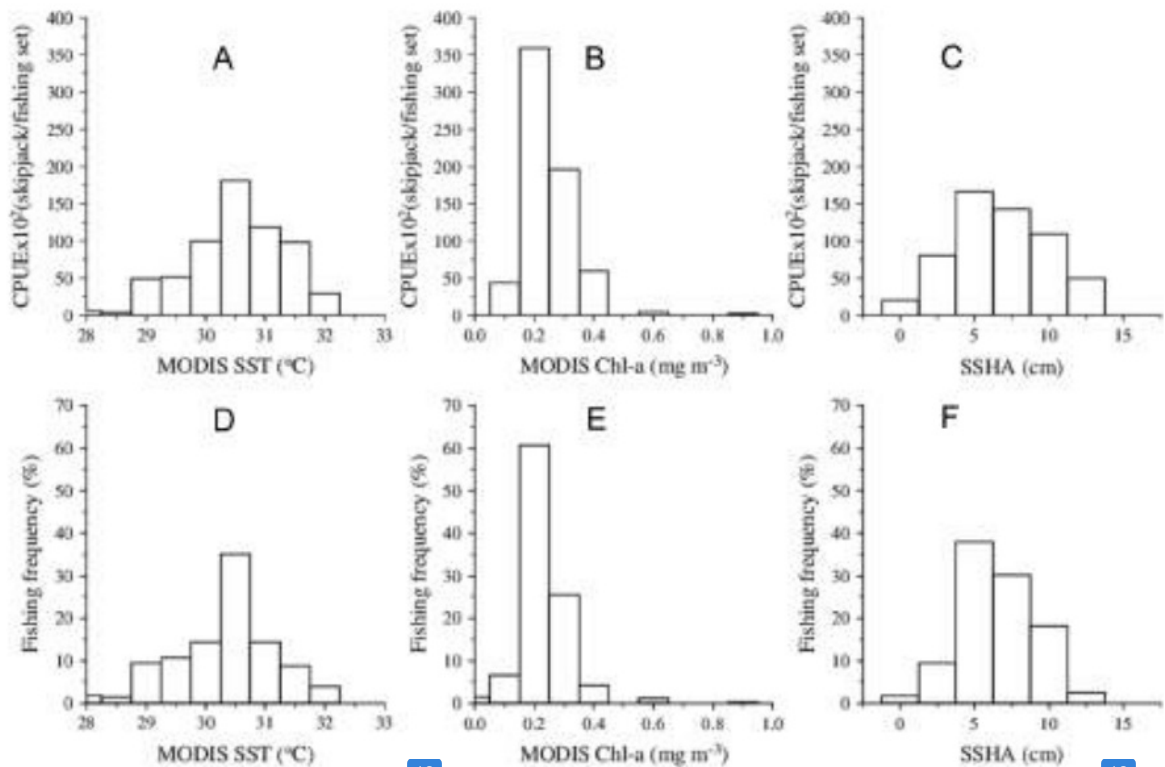 A
CPUEx10²(skipjack/fishing set)
400
350
300
250
200
150
100
50
0
28 29 30 31 32 33
MODIS SST (°C)
B
CPUEx10²(skipjack/fishing set)
400
350
300
250
200
150
100
50
0
0.0 0.2 0.4 0.6 0.8 1.0
MODIS Chl-a (mg m⁻³)
C
CPUEx10²(skipjack/fishing set)
400
350
300
250
200
150
100
50
0
0 5 10 15
SSHA (cm)
D
Fishing frequency (%)
70
60
50
40
30
20
10
0
28 29 30 31 32 33
MODIS SST (°C)
E
Fishing frequency (%)
70
60
50
40
30
20
10
0
0.0 0.2 0.4 0.6 0.8 1.0
MODIS Chl-a (mg m⁻³)
F
Fishing frequency (%)
70
60
50
40
30
20
10
0
0 5 10 15
SSHA (cm)